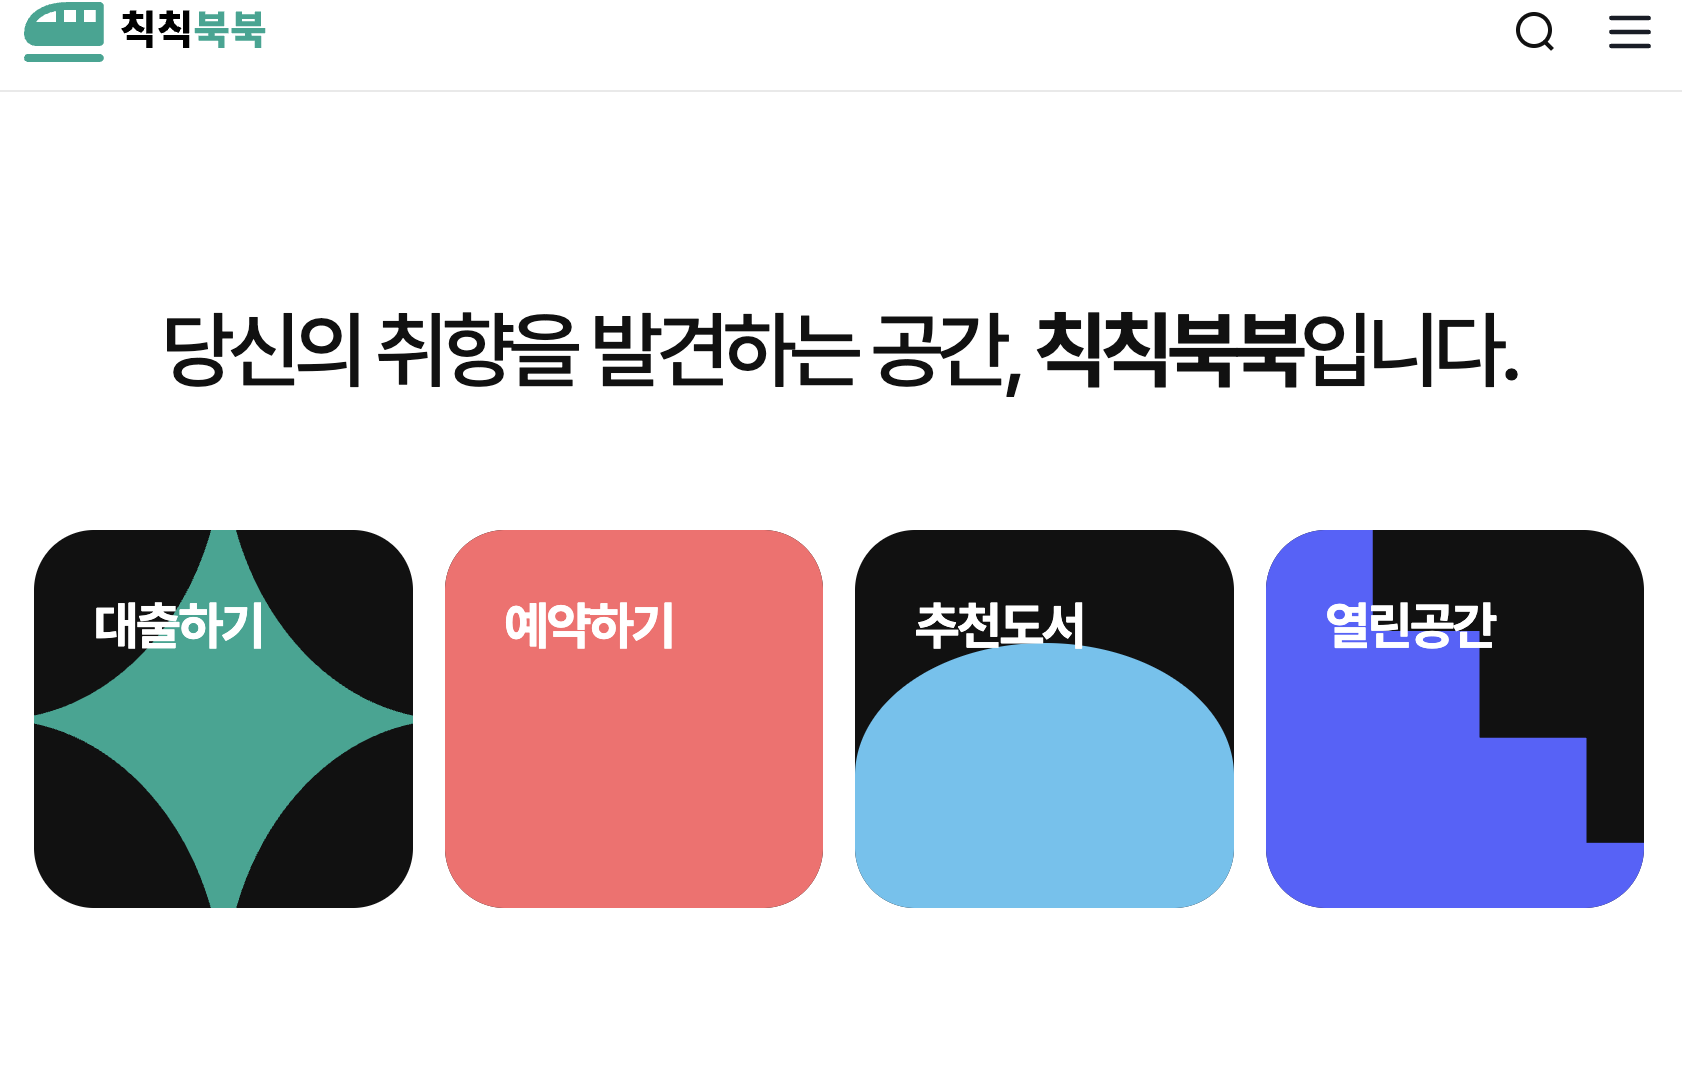 칙칙북북
당신의 취향을 발견하는 공간, 칙칙북북입니다.
대출하기
예약하기
추천도서
열린공간